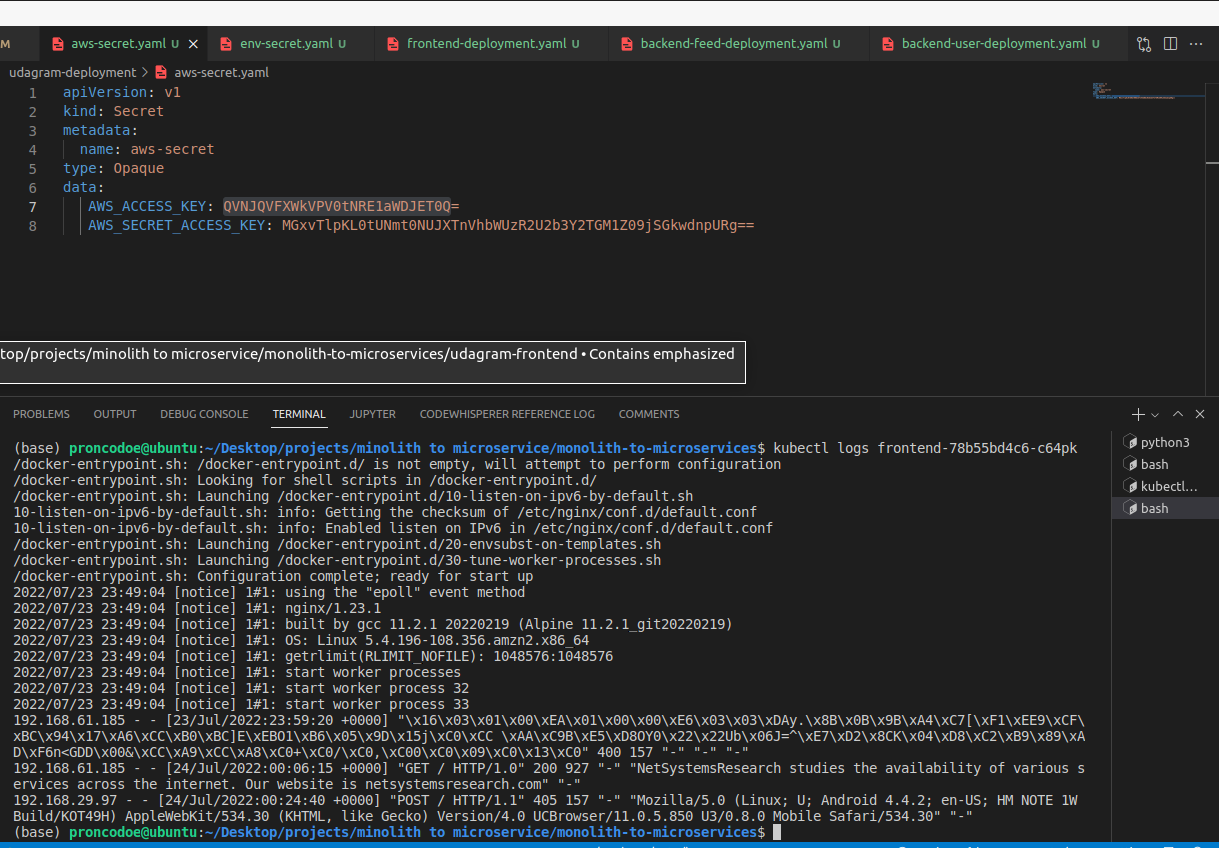 M aws-secret.yaml U env-secret.yaml U frontend-deployment.yaml U backend-feed-deployment.yaml U backend-user-deployment.yaml U
udagram-deployment > aws-secret.yaml
1 apiVersion: v1
2 kind: Secret
3 metadata:
4 name: aws-secret
5 type: Opaque
6 data:
7 AWS_ACCESS_KEY: QVNJQVFXWkVPV0tNRE1aWDJET0Q=
8 AWS_SECRET_ACCESS_KEY: MGxvTlpKL0tUNmt0NUJXTnVhbWUzR2U2b3Y2TGM1Z09jSGkwdnpURg==
top/projects/minolith to microservice/monolith-to-microservices/udagram-frontend • Contains emphasized
PROBLEMS OUTPUT DEBUG CONSOLE TERMINAL JUPYTER CODEWHISPERER REFERENCE LOG COMMENTS
python3
bash
kubectl...
bash
(base) proncodoe@ubuntu:~/Desktop/projects/minolith to microservice/monolith-to-microservices$ kubectl logs frontend-78b55bd4c6-c64pk
/docker-entrypoint.sh: /docker-entrypoint.d/ is not empty, will attempt to perform configuration
/docker-entrypoint.sh: Looking for shell scripts in /docker-entrypoint.d/
/docker-entrypoint.sh: Launching /docker-entrypoint.d/10-listen-on-ipv6-by-default.sh
10-listen-on-ipv6-by-default.sh: info: Getting the checksum of /etc/nginx/conf.d/default.conf
10-listen-on-ipv6-by-default.sh: info: Enabled listen on IPv6 in /etc/nginx/conf.d/default.conf
/docker-entrypoint.sh: Launching /docker-entrypoint.d/20-envsubst-on-templates.sh
/docker-entrypoint.sh: Launching /docker-entrypoint.d/30-tune-worker-processes.sh
/docker-entrypoint.sh: Configuration complete; ready for start up
2022/07/23 23:49:04 [notice] 1#1: using the "epoll" event method
2022/07/23 23:49:04 [notice] 1#1: nginx/1.23.1
2022/07/23 23:49:04 [notice] 1#1: built by gcc 11.2.1 20220219 (Alpine 11.2.1_git20220219)
2022/07/23 23:49:04 [notice] 1#1: OS: Linux 5.4.196-108.356.amzn2.x86_64
2022/07/23 23:49:04 [notice] 1#1: getrlimit(RLIMIT_NOFILE): 1048576:1048576
2022/07/23 23:49:04 [notice] 1#1: start worker processes
2022/07/23 23:49:04 [notice] 1#1: start worker process 32
2022/07/23 23:49:04 [notice] 1#1: start worker process 33
192.168.61.185 - - [23/Jul/2022:23:59:20 +0000] "\x16\x03\x01\x00\xEA\x01\x00\x00\xE6\x03\x03\xDAy.\x8B\x0B\x9B\xA4\xC7[\xF1\xEE9\xCF\
xBC\x94\x17\xA6\xCC\xB0\xBC]E\xEBO1\xB6\x05\x9D\x15j\xC0\xCC \xAA\xC9B\xE5\xD8OY0\x22\x22Ub\x06J=^\xE7\xD2\x8CK\x04\xD8\xC2\xB9\x89\xA
D\xF6n<GDD\x00&\xCC\xA9\xCC\xA8\xC0+\xC0/\xC0,\xC00\xC0\x09\xC0\x13\xC0" 400 157 "-" "-" "-"
192.168.61.185 - - [24/Jul/2022:00:06:15 +0000] "GET / HTTP/1.0" 200 927 "-" "NetSystemsResearch studies the availability of various s
ervices across the internet. Our website is netsystemsresearch.com" "-"
192.168.29.97 - - [24/Jul/2022:00:24:40 +0000] "POST / HTTP/1.1" 405 157 "-" "Mozilla/5.0 (Linux; U; Android 4.4.2; en-US; HM NOTE 1W
Build/KOT49H) AppleWebKit/534.30 (KHTML, like Gecko) Version/4.0 UCBrowser/11.0.5.850 U3/0.8.0 Mobile Safari/534.30" "-"
(base) proncodoe@ubuntu:~/Desktop/projects/minolith to microservice/monolith-to-microservices$